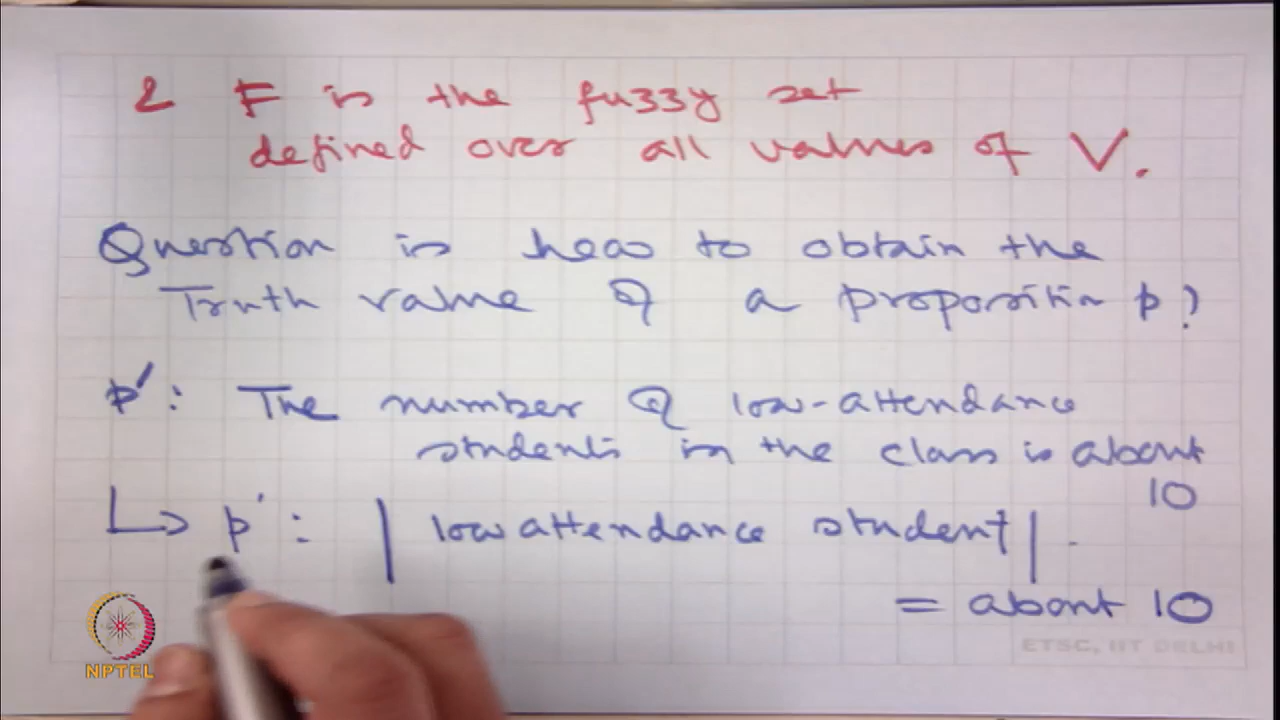 & F is the fuzzy set
defined over all values of V.
Question is how to obtain the
Truth value of a proposition p?
p': The number of low-attendance
students in the class is about
10
↳ p': | low attendance student |
= about 10
NPTEL
ETSC, IIT DELHI